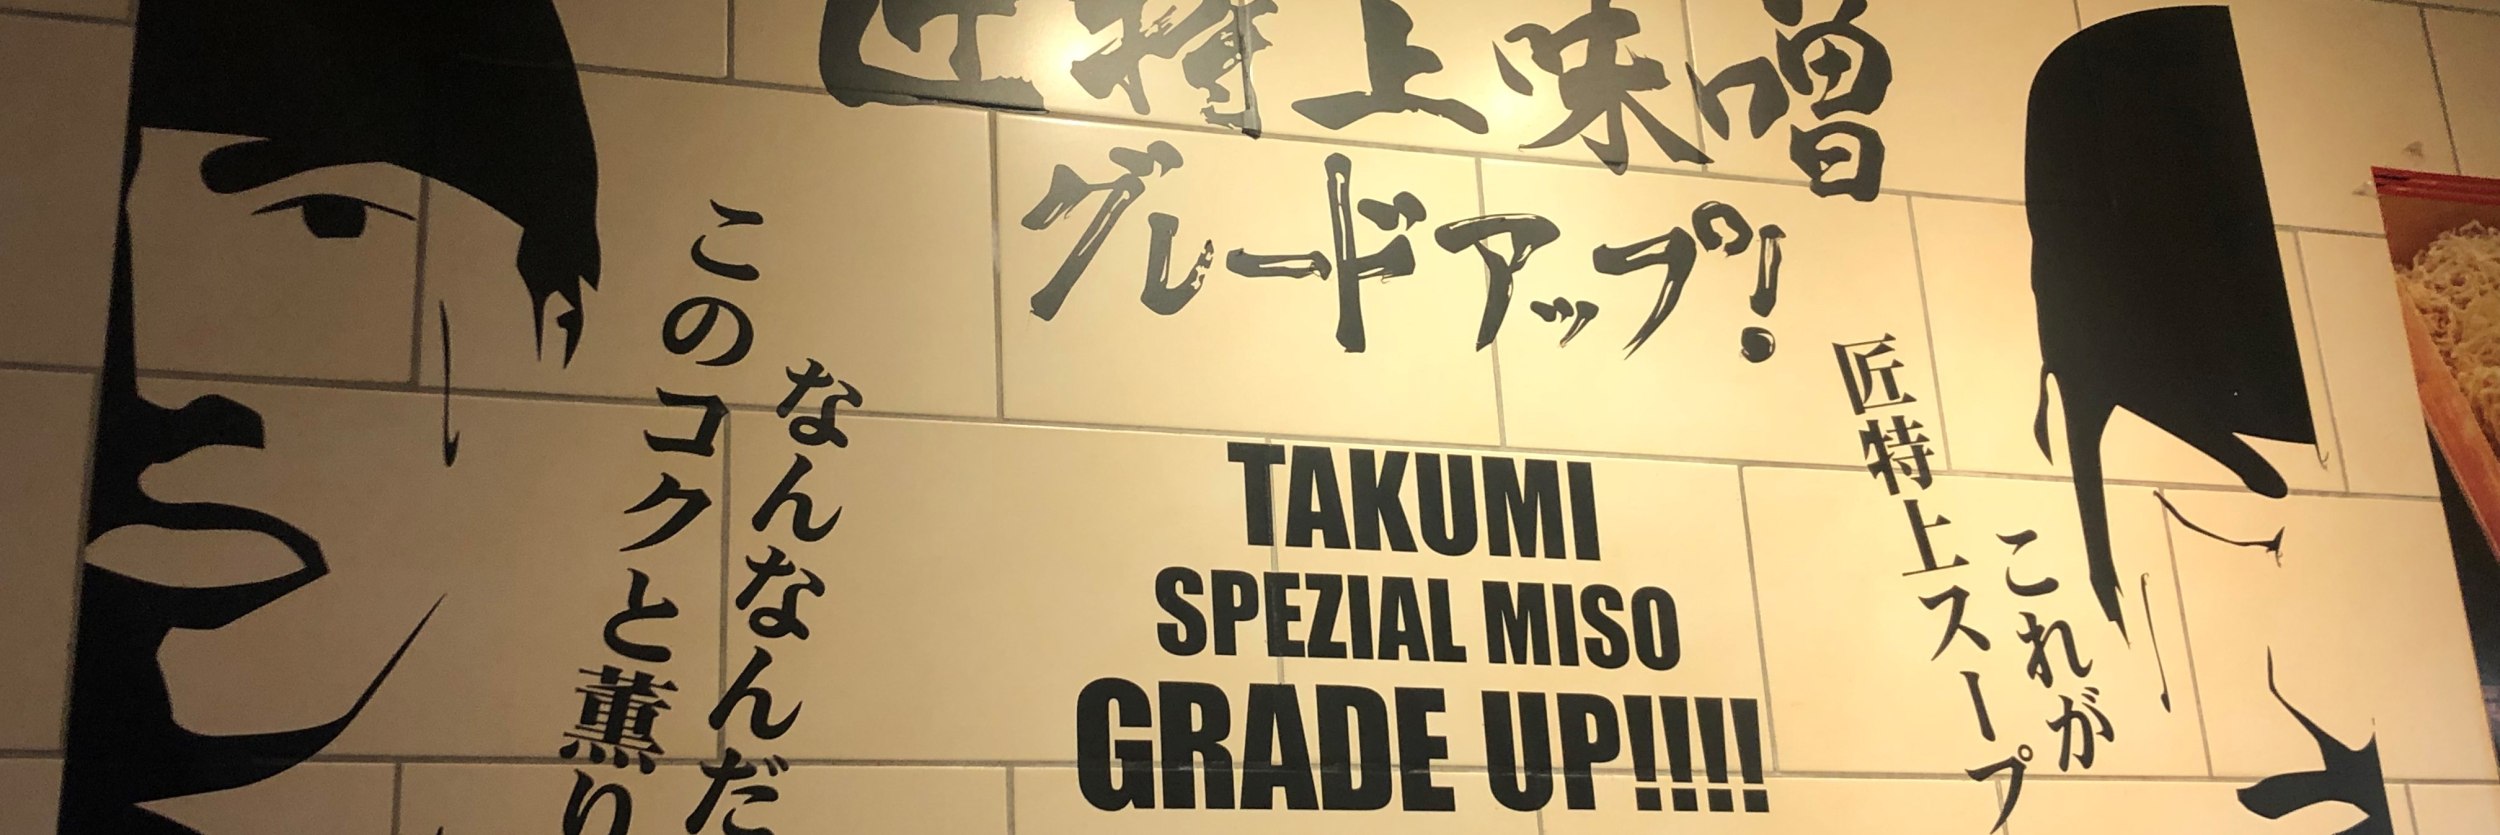 匠特上味噌
グレードアップ!
TAKUMI
SPEZIAL MISO
GRADE UP!!!!
なんなんだ
このコクと薫り
これが
匠特上スープ